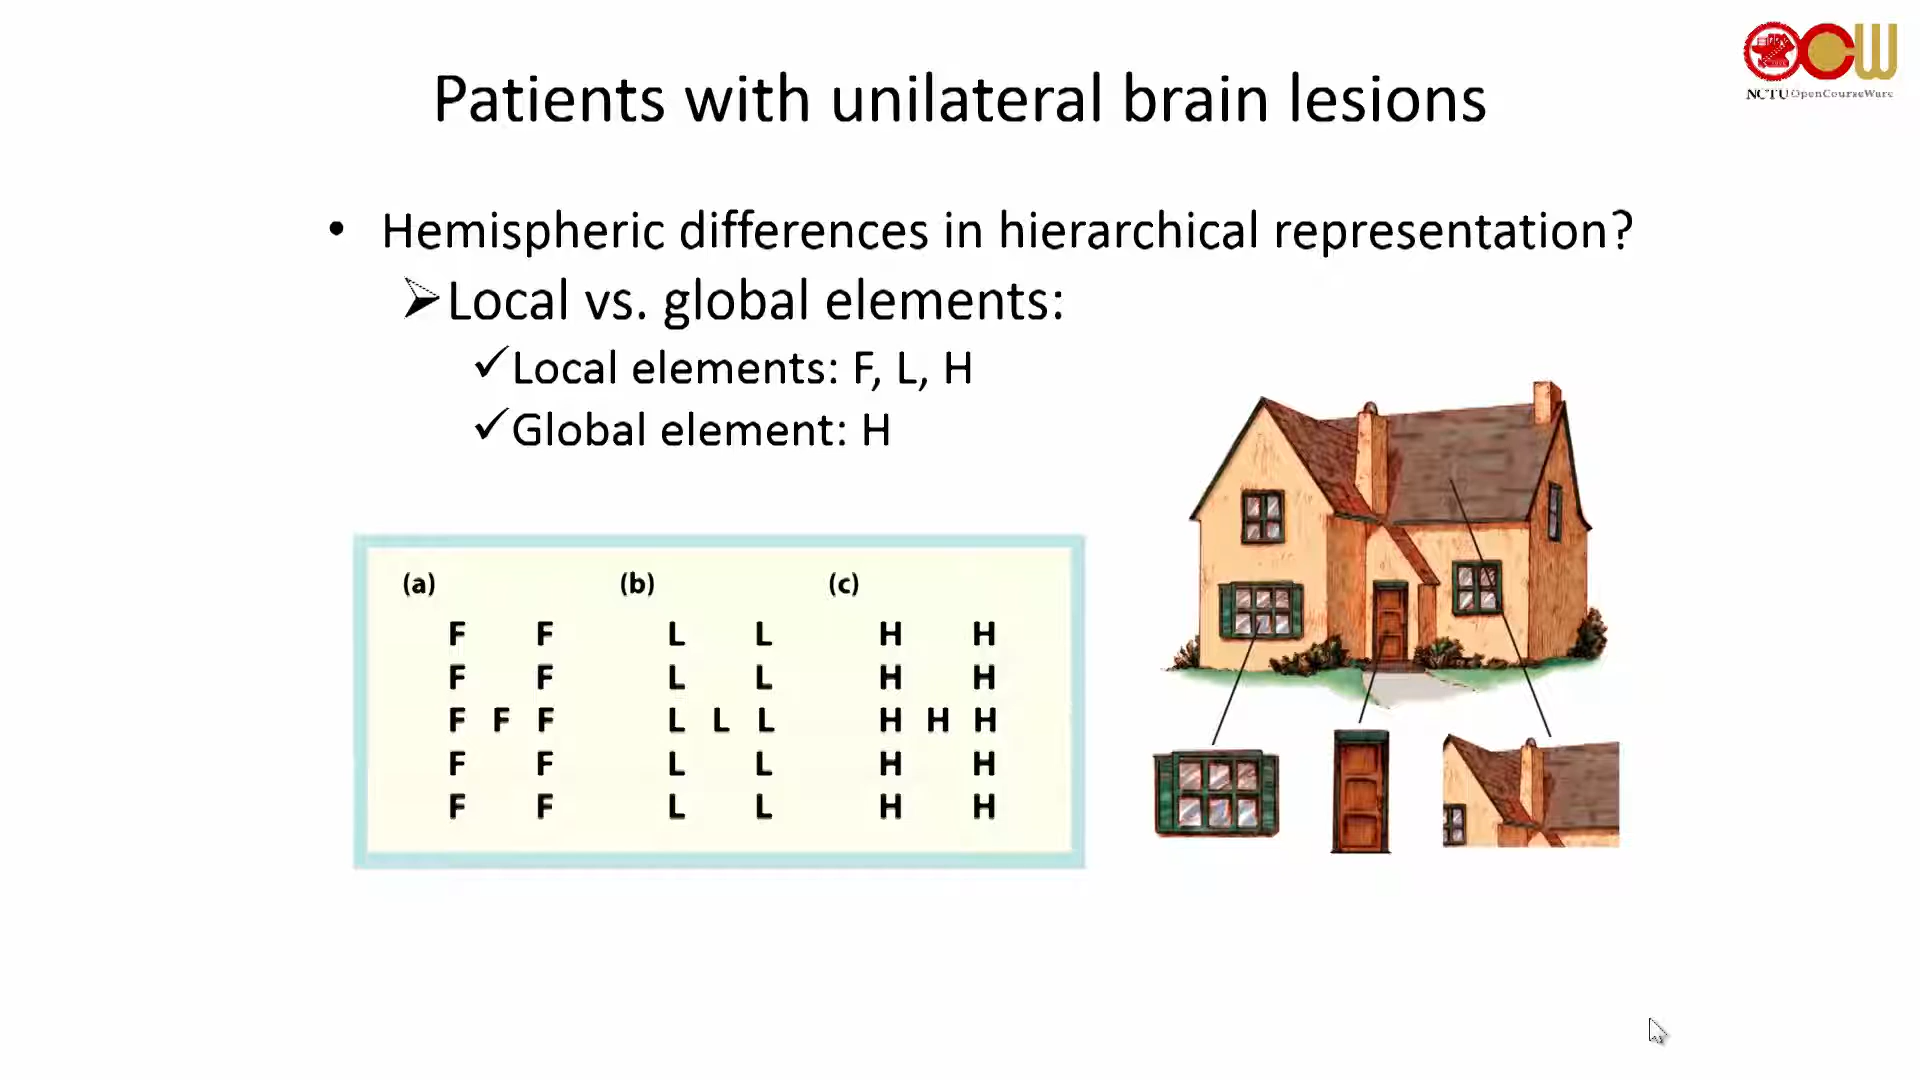 NCTU OpenCourseWare
Patients with unilateral brain lesions
• Hemispheric differences in hierarchical representation?
➢Local vs. global elements:
✓Local elements: F, L, H
✓Global element: H
(a) (b) (c)
F F L L H H
F F L L H H
F F F L L L H H H
F F L L H H
F F L L H H